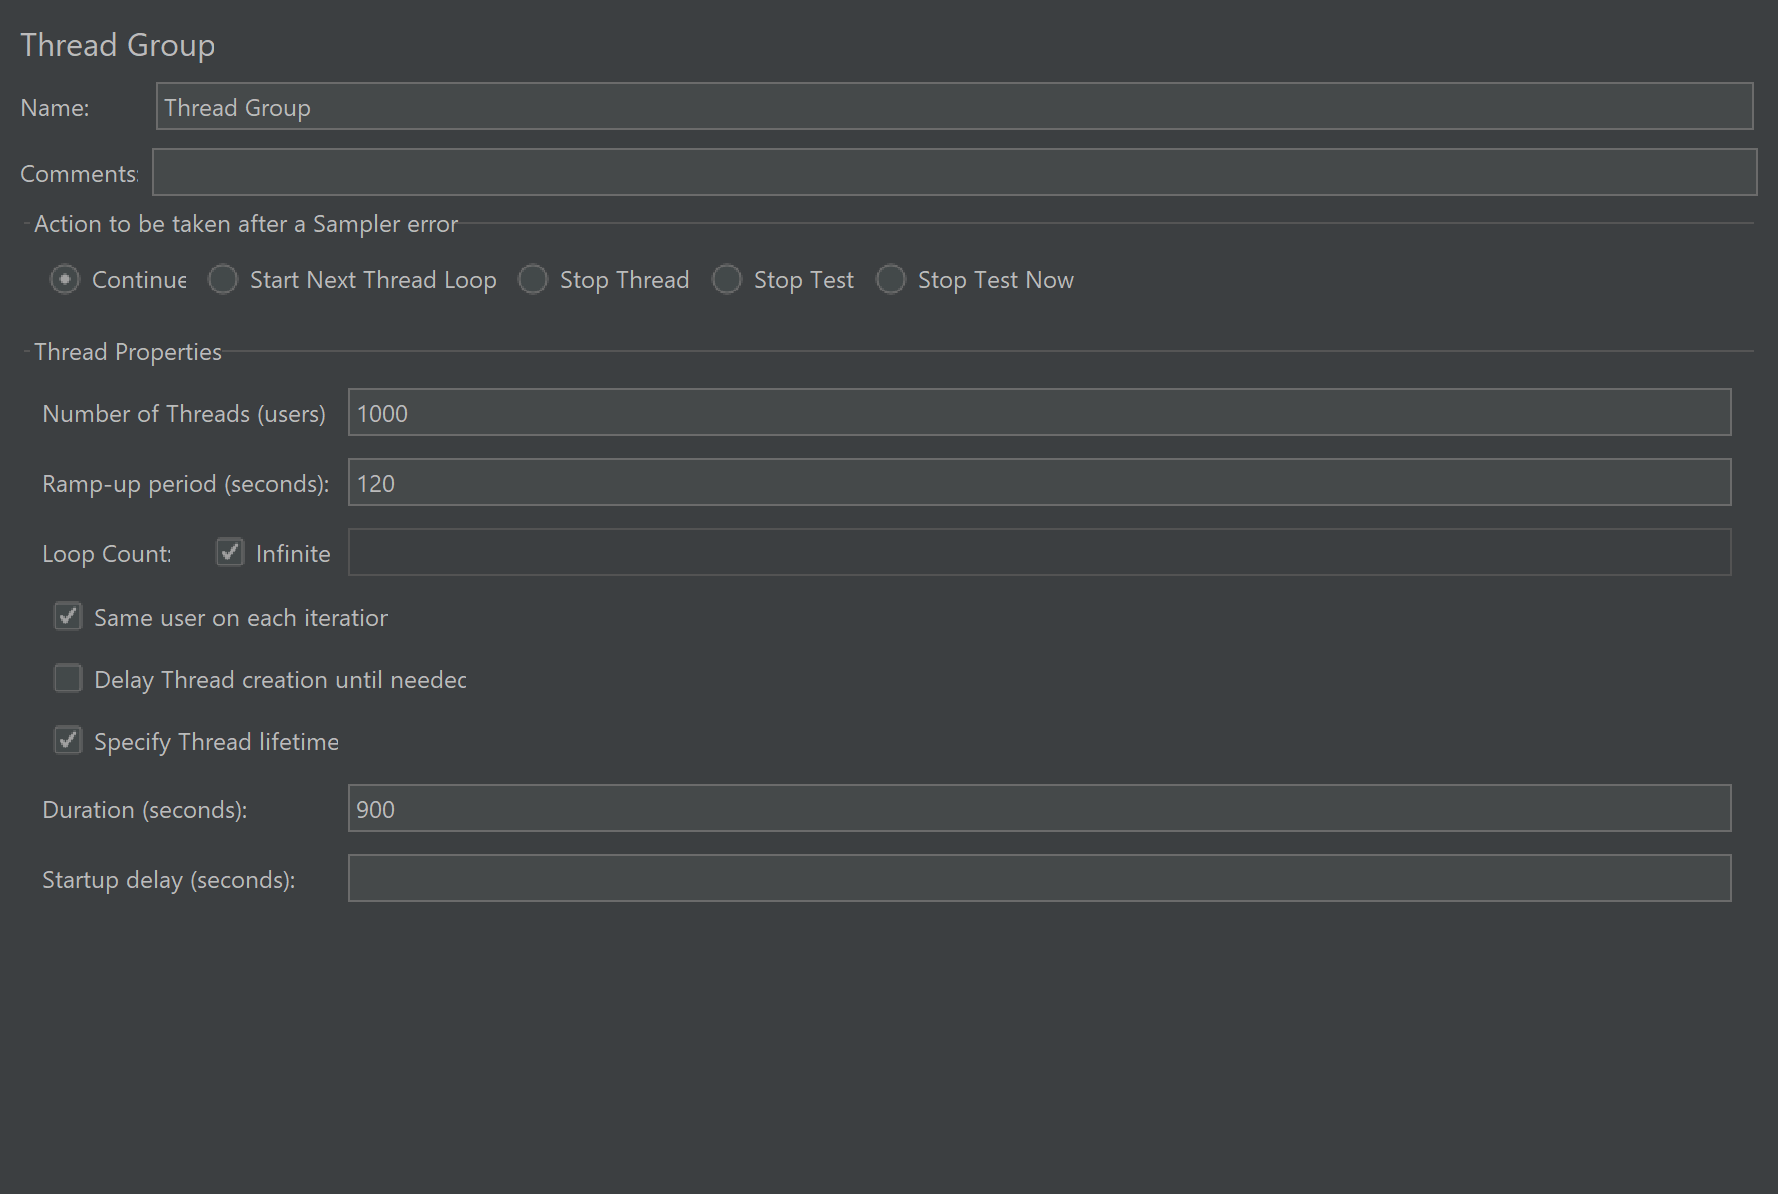 Thread Group
Name: Thread Group
Comments:
Action to be taken after a Sampler error
Continue Start Next Thread Loop Stop Thread Stop Test Stop Test Now
Thread Properties
Number of Threads (users) 1000
Ramp-up period (seconds): 120
Loop Count: Infinite
Same user on each iteration
Delay Thread creation until needed
Specify Thread lifetime
Duration (seconds): 900
Startup delay (seconds):